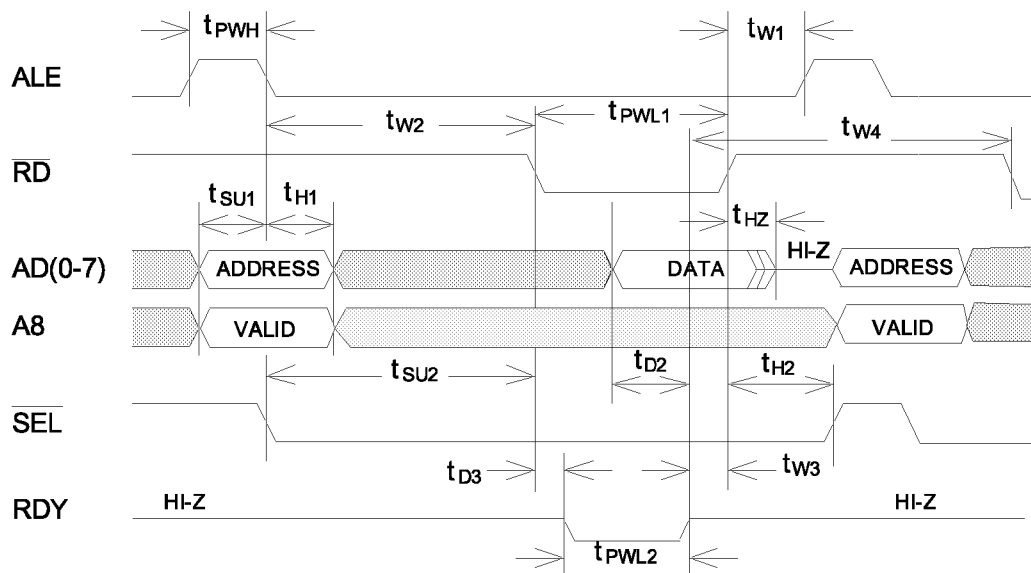 tPWH
tW1
ALE
tW2
tPWL1
tW4
RD
tSU1
tH1
tHZ
AD(0-7)
ADDRESS
DATA
HI-Z
ADDRESS
A8
VALID
VALID
tSU2
tD2
tH2
SEL
tD3
tW3
RDY
HI-Z
HI-Z
tPWL2